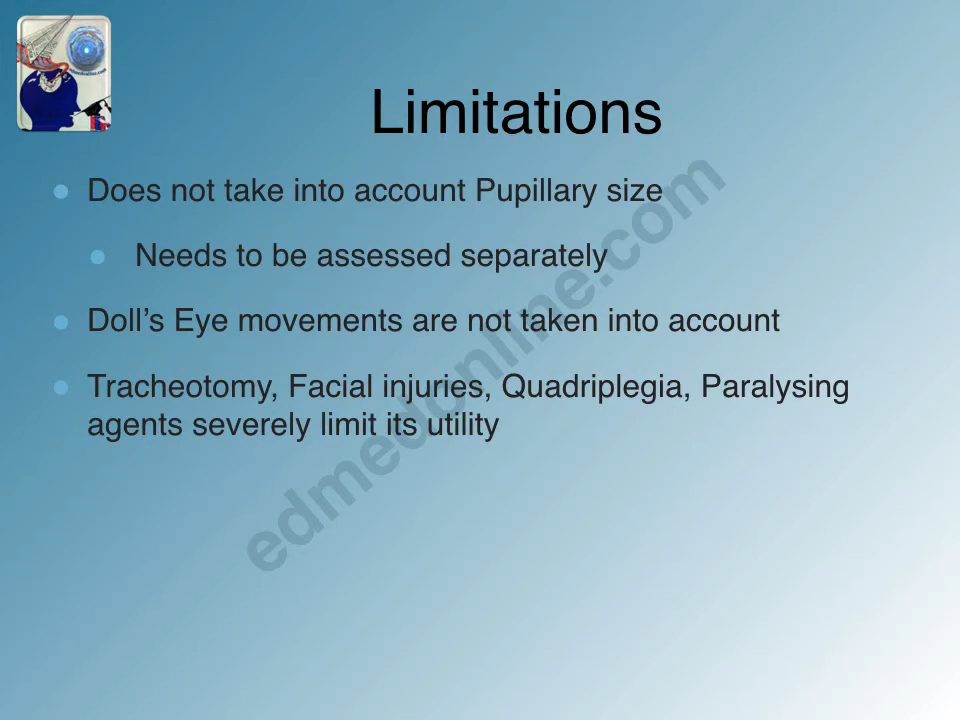 Limitations
Does not take into account Pupillary size
Needs to be assessed separately
Doll’s Eye movements are not taken into account
Tracheotomy, Facial injuries, Quadriplegia, Paralysing
agents severely limit its utility
edmedonline.com